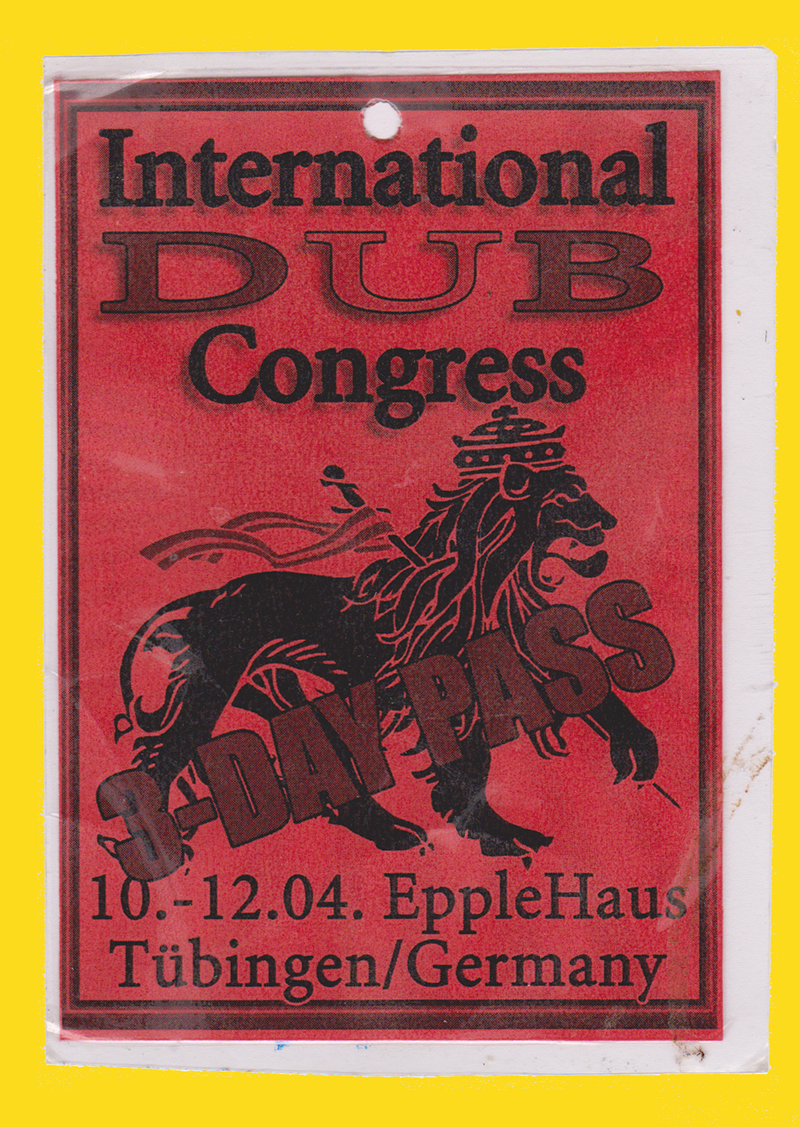 International
DUB
Congress
3-DAY PASS
10.-12.04. EppleHaus
Tübingen/Germany